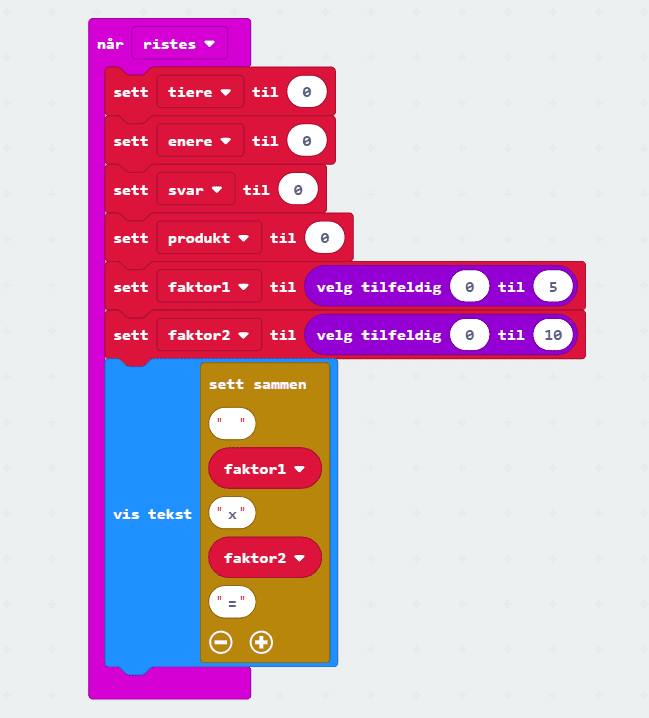 når ristes
sett tiere til 0
sett enere til 0
sett svar til 0
sett produkt til 0
sett faktor1 til velg tilfeldig 0 til 5
sett faktor2 til velg tilfeldig 0 til 10
sett sammen
" "
faktor1
"x"
vis tekst
faktor2
"="